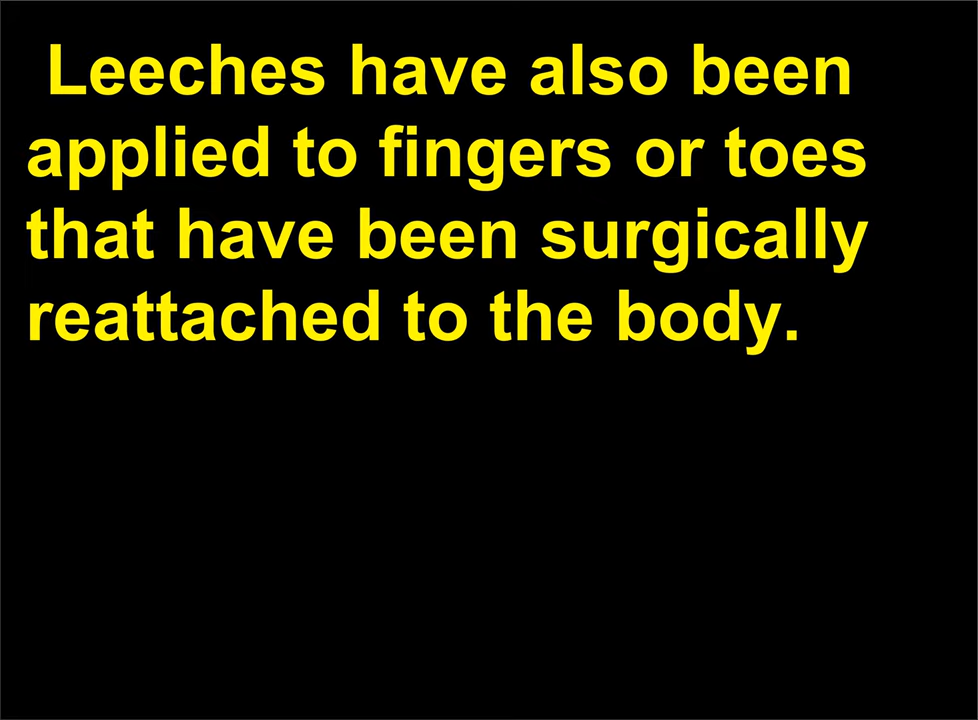 Leeches have also been
applied to fingers or toes
that have been surgically
reattached to the body.